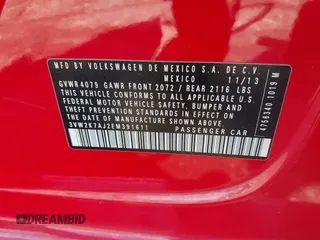 MFD BY VOLKSWAGEN DE MEXICO S.A. DE C.V.
MEXICO 11/13
GVWR4079 GAWR FRONT 2072 / REAR 2116 LBS
THIS VEHICLE CONFORMS TO ALL APPLICABLE
FEDERAL MOTOR VEHICLE
SAFETY, BUMPER AND
THEFT PREVENTION STANDARDS IN EFFECT ON
THE DATE OF MANUFACTURE SHOWN ABOVE.
3VW2K7AJ2EM391611
PASSENGER CAR
DREAMBID